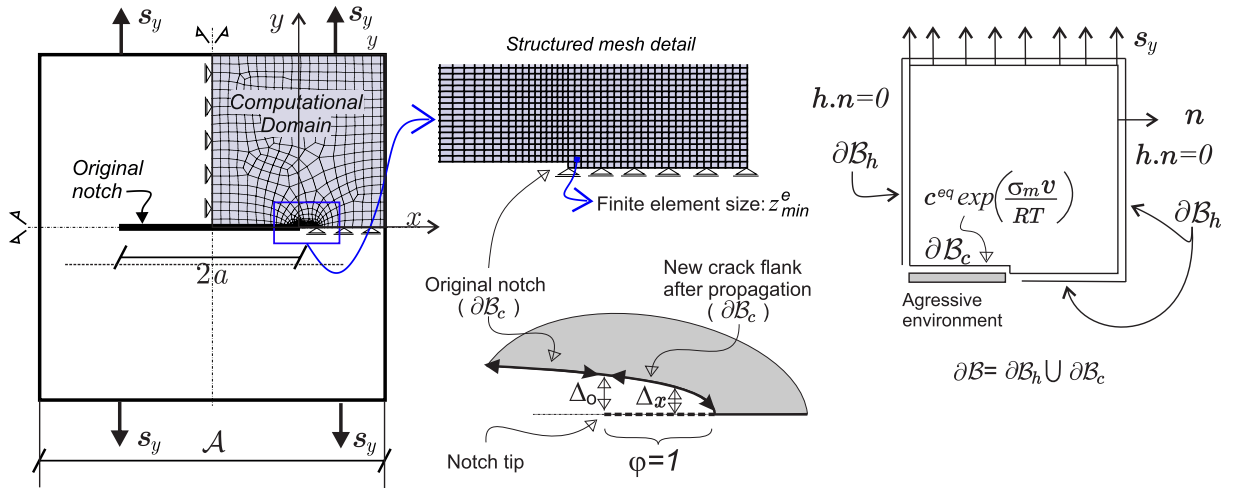 s_y
s_y
y
y
Computational
Domain
Original
notch
x
2a
s_y
s_y
𝒜
Structured mesh detail
Finite element size: z^e_min
Original notch
( ∂ℬ_c )
New crack flank
after propagation
( ∂ℬ_c )
Δ_o
Δ_x
Notch tip
φ=1
s_y
h.n=0
n
h.n=0
∂ℬ_h
c^eq exp(σ_m v / RT)
∂ℬ_h
∂ℬ_c
Agressive
environment
∂ℬ= ∂ℬ_h ∪ ∂ℬ_c